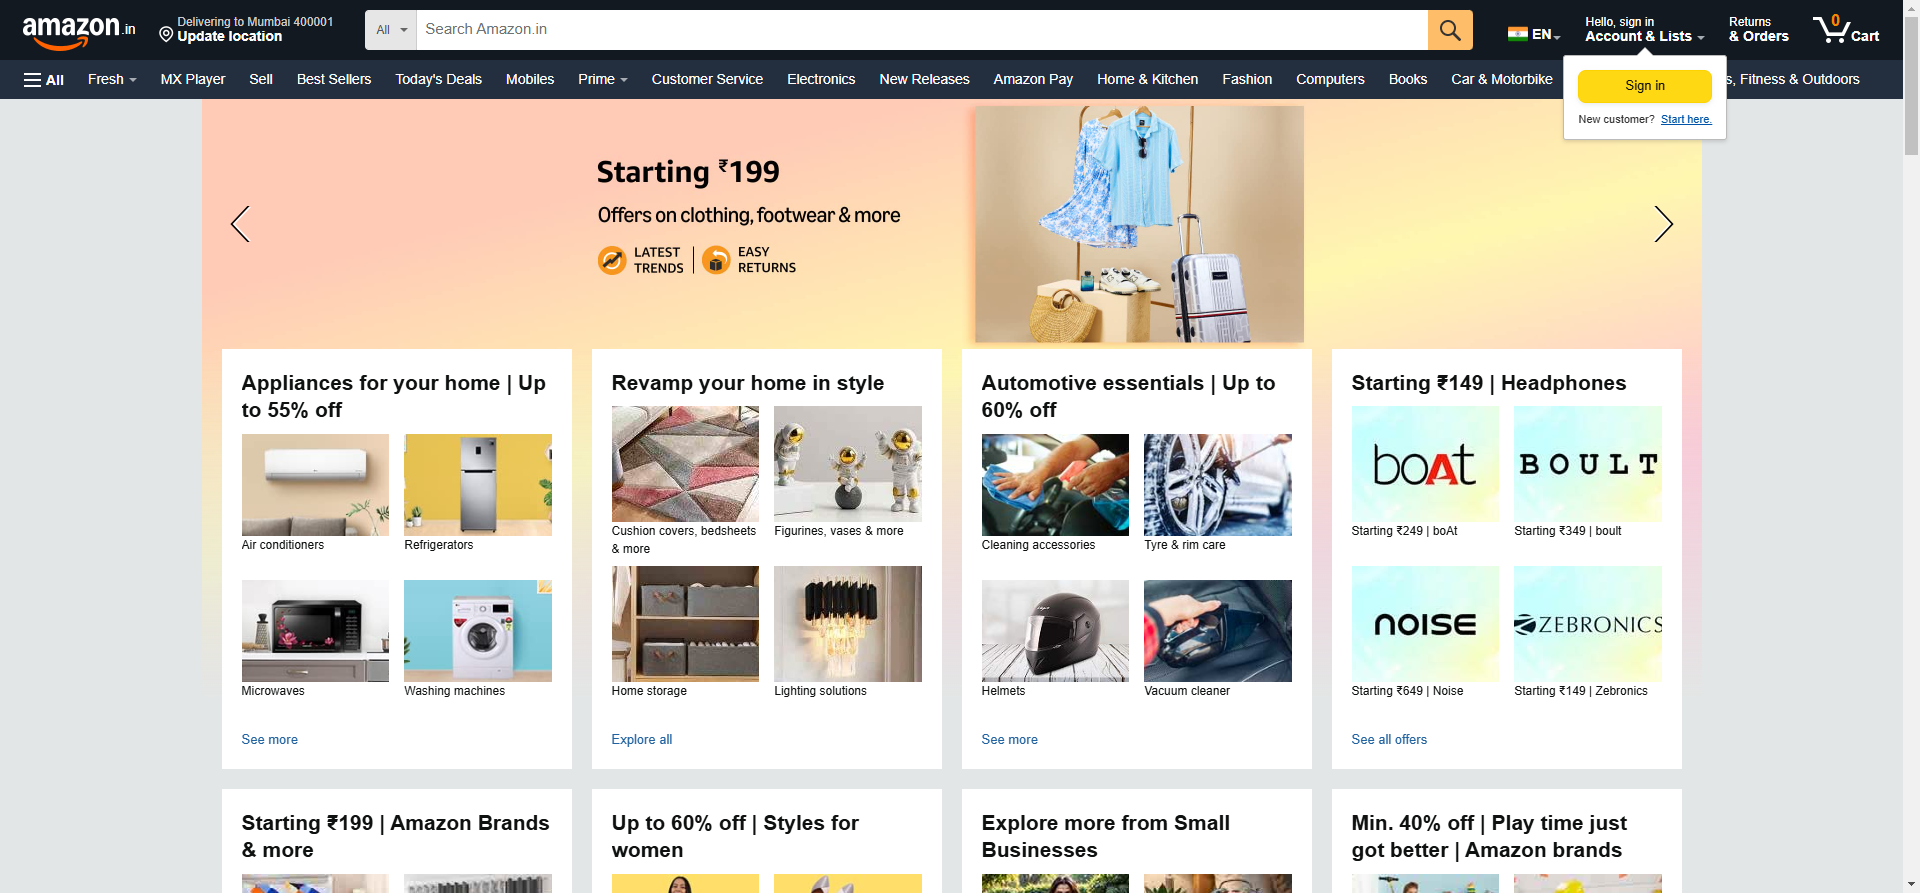 amazon.in
Delivering to Mumbai 400001
Update location
All
Search Amazon.in
EN
Hello, sign in
Account & Lists
Returns
& Orders
0
Cart
All
Fresh
MX Player
Sell
Best Sellers
Today's Deals
Mobiles
Prime
Customer Service
Electronics
New Releases
Amazon Pay
Home & Kitchen
Fashion
Computers
Books
Car & Motorbike
s, Fitness & Outdoors
Sign in
New customer? Start here.
Starting ₹199
Offers on clothing, footwear & more
LATEST
TRENDS
EASY
RETURNS
Appliances for your home | Up
to 55% off
Air conditioners
Refrigerators
Microwaves
Washing machines
See more
Revamp your home in style
Cushion covers, bedsheets
& more
Figurines, vases & more
Home storage
Lighting solutions
Explore all
Automotive essentials | Up to
60% off
Cleaning accessories
Tyre & rim care
Helmets
Vacuum cleaner
See more
Starting ₹149 | Headphones
boAt
BOULT
Starting ₹249 | boAt
Starting ₹349 | boult
NOISE
ZEBRONICS
Starting ₹649 | Noise
Starting ₹149 | Zebronics
See all offers
Starting ₹199 | Amazon Brands
& more
Up to 60% off | Styles for
women
Explore more from Small
Businesses
Min. 40% off | Play time just
got better | Amazon brands